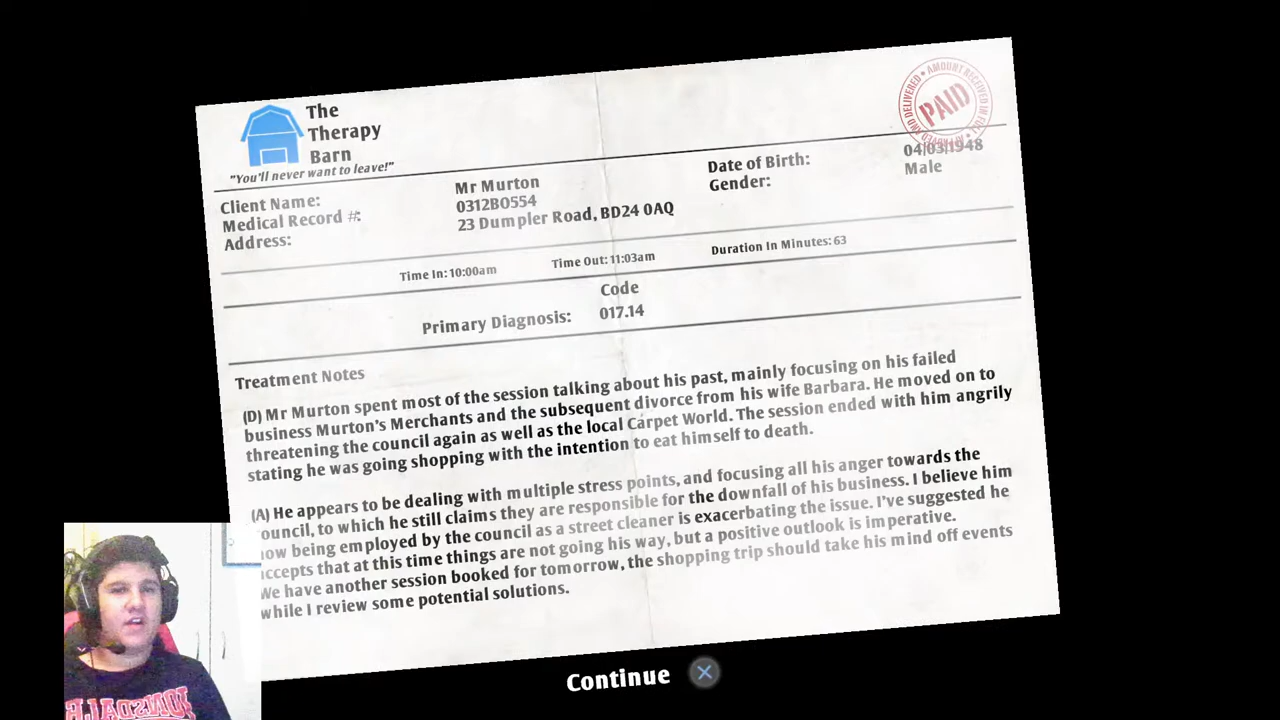 The
Therapy
Barn
"You'll never want to leave!"
AMOUNT RECEIVED IN FULL
AND DELIVERED
PAID
Client Name: Mr Murton
Medical Record #: 0312B0554
Address: 23 Dumpler Road, BD24 0AQ
Date of Birth: 04/03/1948
Gender: Male
Time In: 10:00am Time Out: 11:03am Duration In Minutes: 63
Code
Primary Diagnosis: 017.14
Treatment Notes
(D) Mr Murton spent most of the session talking about his past, mainly focusing on his failed
business Murton's Merchants and the subsequent divorce from his wife Barbara. He moved on to
threatening the council again as well as the local Carpet World. The session ended with him angrily
stating he was going shopping with the intention to eat himself to death.
(A) He appears to be dealing with multiple stress points, and focusing all his anger towards the
ouncil, to which he still claims they are responsible for the downfall of his business. I believe him
now being employed by the council as a street cleaner is exacerbating the issue. I've suggested he
accepts that at this time things are not going his way, but a positive outlook is imperative.
We have another session booked for tomorrow, the shopping trip should take his mind off events
while I review some potential solutions.
Continue